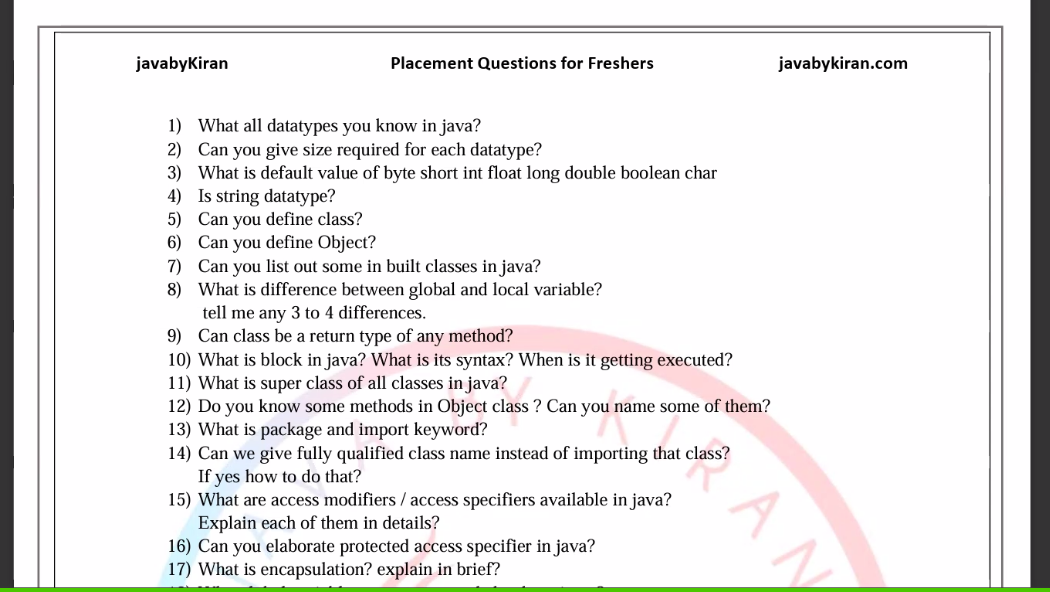 javabyKiran Placement Questions for Freshers javabykiran.com
1) What all datatypes you know in java?
2) Can you give size required for each datatype?
3) What is default value of byte short int float long double boolean char
4) Is string datatype?
5) Can you define class?
6) Can you define Object?
7) Can you list out some in built classes in java?
8) What is difference between global and local variable?
tell me any 3 to 4 differences.
9) Can class be a return type of any method?
10) What is block in java? What is its syntax? When is it getting executed?
11) What is super class of all classes in java?
12) Do you know some methods in Object class ? Can you name some of them?
13) What is package and import keyword?
14) Can we give fully qualified class name instead of importing that class?
If yes how to do that?
15) What are access modifiers / access specifiers available in java?
Explain each of them in details?
16) Can you elaborate protected access specifier in java?
17) What is encapsulation? explain in brief?
JAVA BY KIRAN